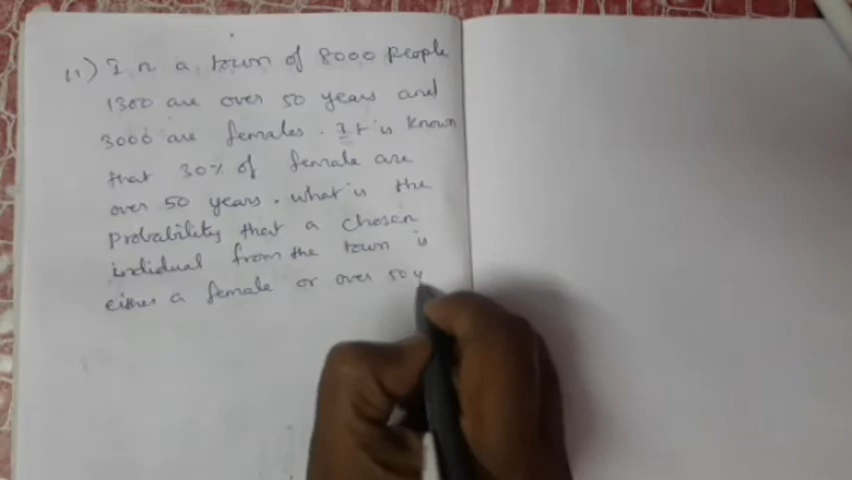 11) In a town of 8000 people
1300 are over 50 years and
3000 are females. It is known
that 30% of female are
over 50 years. what is the
Probability that a chosen
indidual from the town is
either a female or over 50 y